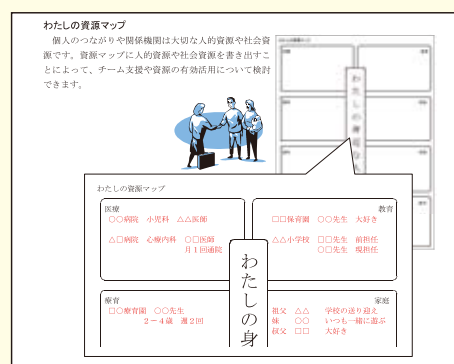 わたしの資源マップ
個人のつながりや関係機関は大切な人的資源や社会資
源です。資源マップに人的資源や社会資源を書き出すこ
とによって、チーム支援や資源の有効活用について検討
できます。
わたしの身近な人
わたしの資源マップ
医療
○○病院 小児科 △△医師
△□病院 心療内科 ○□医師
月1回通院
教育
□□保育園 ○○先生 大好き
△△小学校 □□先生 前担任
○□先生 現担任
わたしの身
療育
□○療育園 ○○先生
2-4歳 週2回
家庭
祖父 △△ 学校の送り迎え
妹 ○○ いつも一緒に遊ぶ
叔父 □□ 大好き